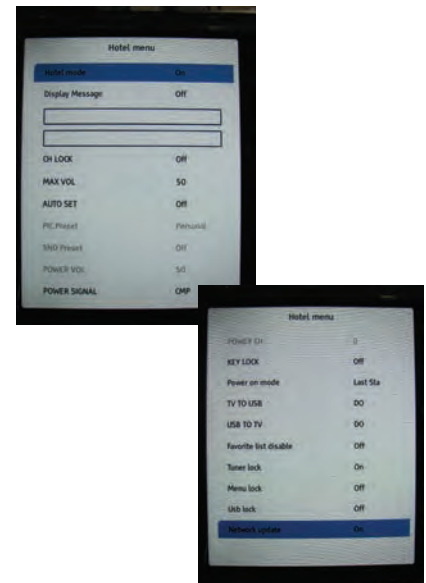 Hotel menu
Hotel mode On
Display Message Off
CH LOCK Off
MAX VOL 50
AUTO SET Off
PIC Preset Personal
SND Preset Off
POWER VOL 50
POWER SIGNAL CMP
Hotel menu
POWER CH 0
KEY LOCK Off
Power on mode Last Sta
TV TO USB DO
USB TO TV DO
Favorite list disable Off
Tuner lock On
Menu lock Off
Usb lock Off
Network update On